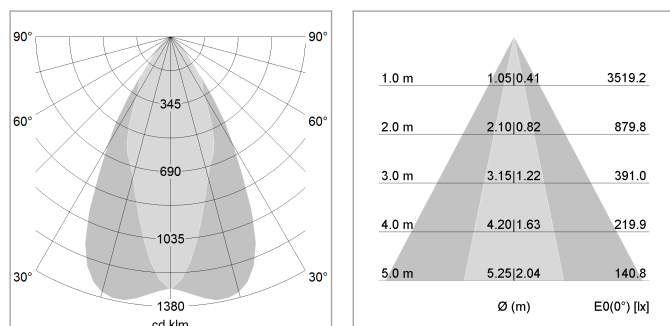 90° 90°
345
60° 60°
690
1035
30° 30°
1380
cd klm
1.0 m 1.05|0.41 3519.2
2.0 m 2.10|0.82 879.8
3.0 m 3.15|1.22 391.0
4.0 m 4.20|1.63 219.9
5.0 m 5.25|2.04 140.8
Ø (m) E0(0°) [lx]